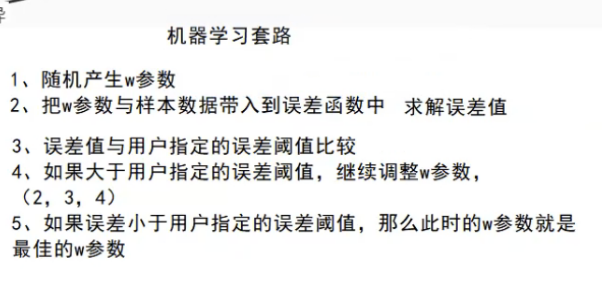 机器学习套路
1、随机产生w参数
2、把w参数与样本数据带入到误差函数中 求解误差值
3、误差值与用户指定的误差阈值比较
4、如果大于用户指定的误差阈值，继续调整w参数，
（2，3，4）
5、如果误差小于用户指定的误差阈值，那么此时的w参数就是
最佳的w参数